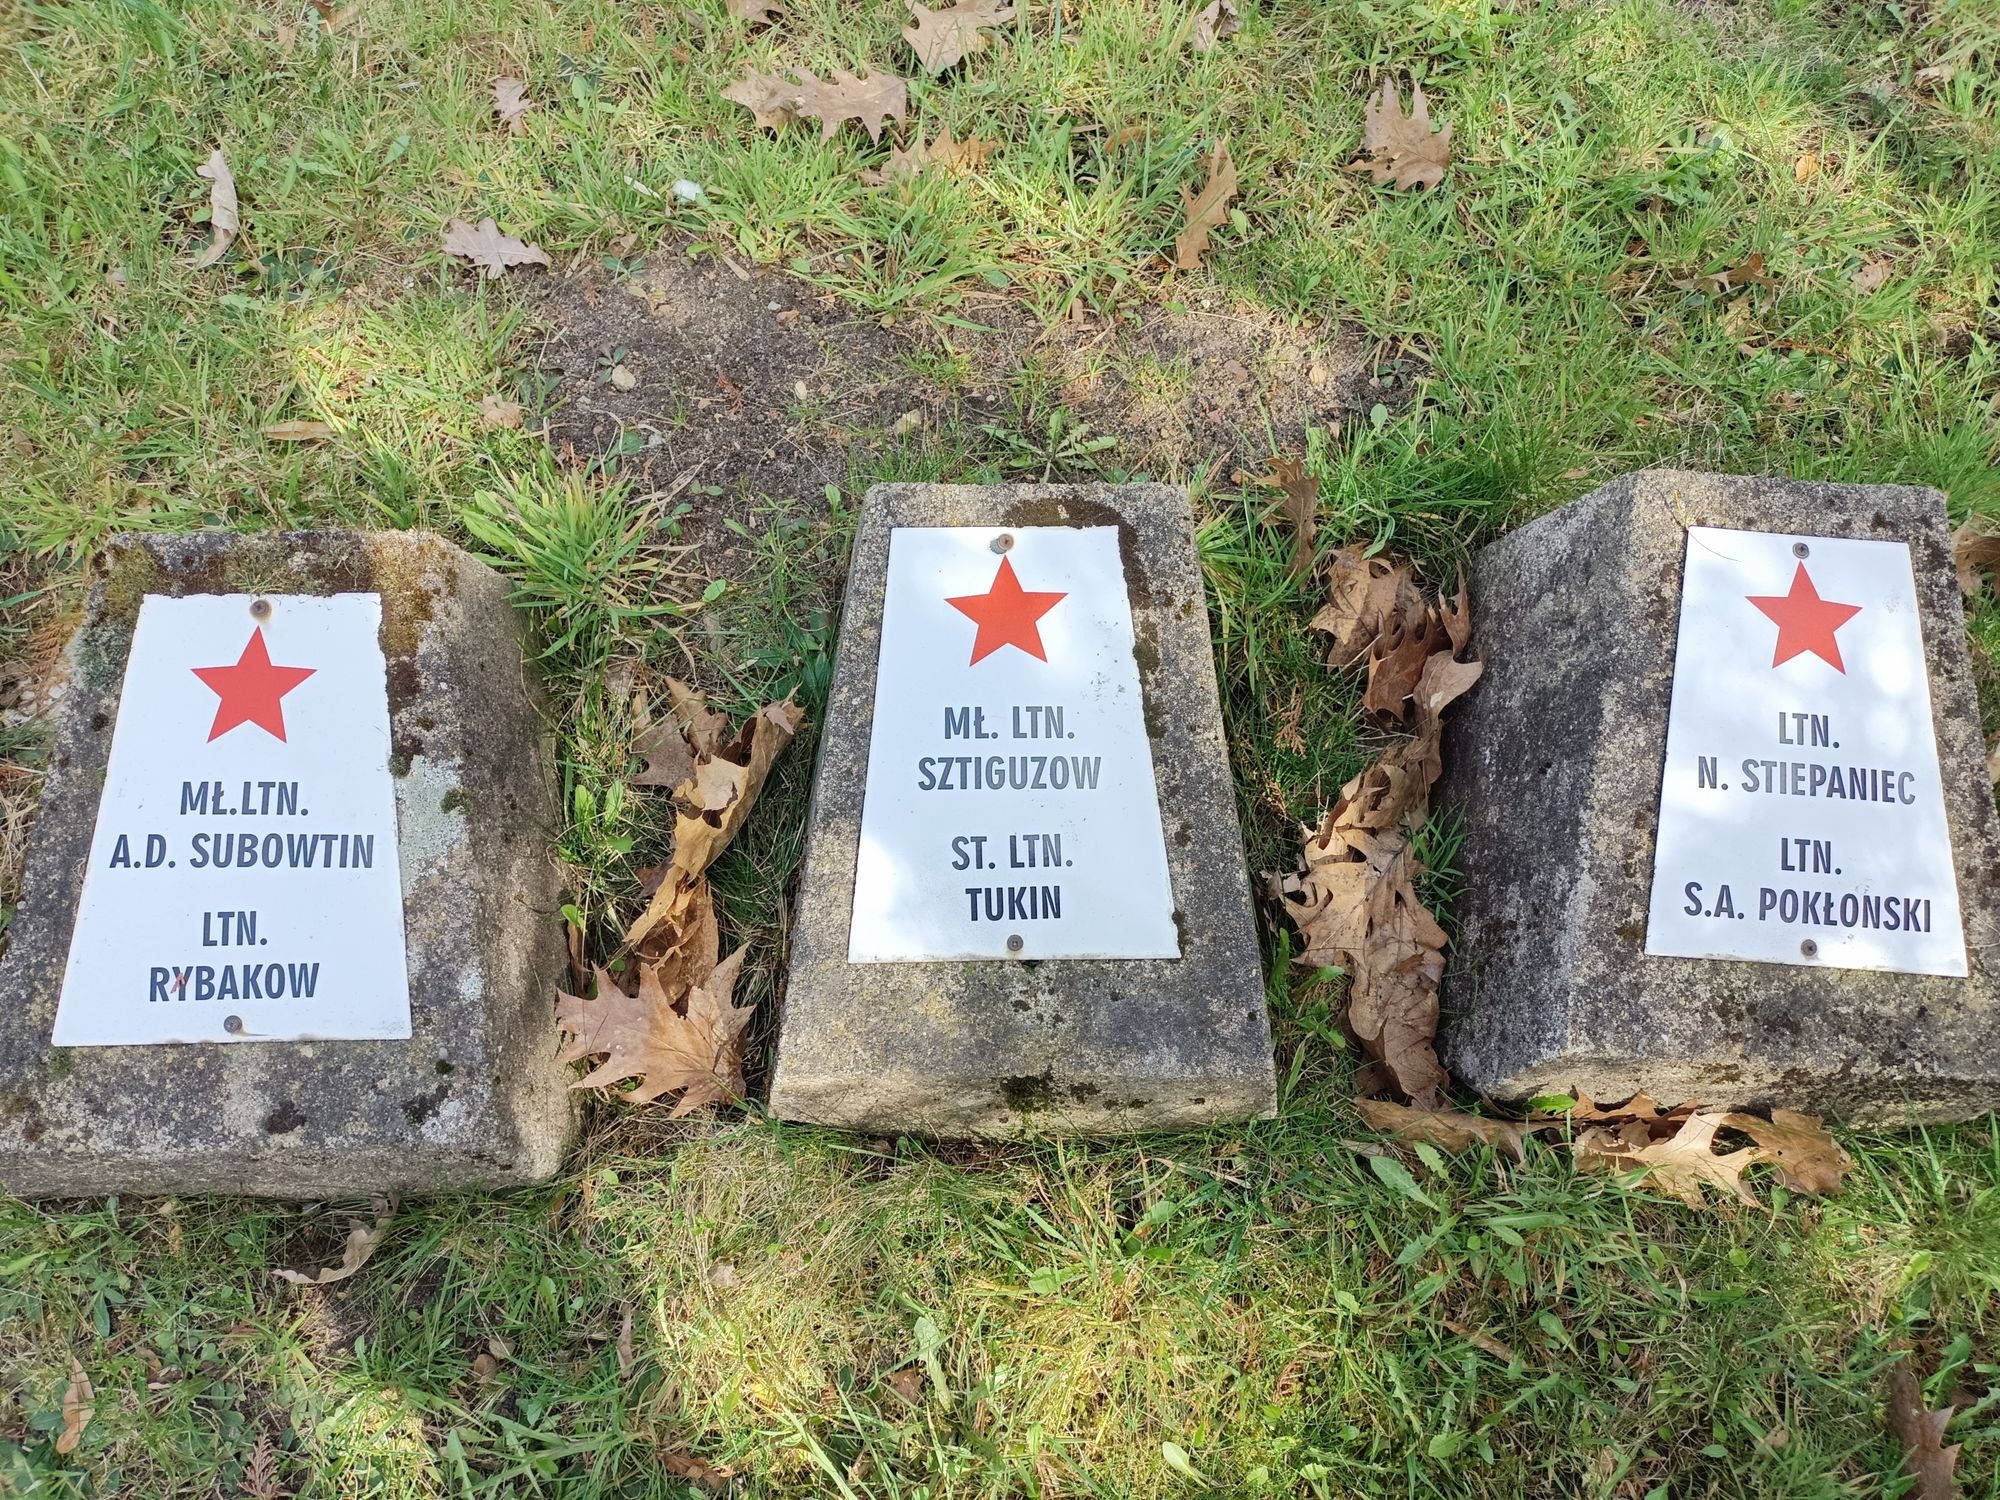 MŁ.LTN.
A.D. SUBOWTIN
LTN.
RYBAKOW
MŁ. LTN.
SZTIGUZOW
ST. LTN.
TUKIN
LTN.
N. STIEPANIEC
LTN.
S.A. POKŁONSKI